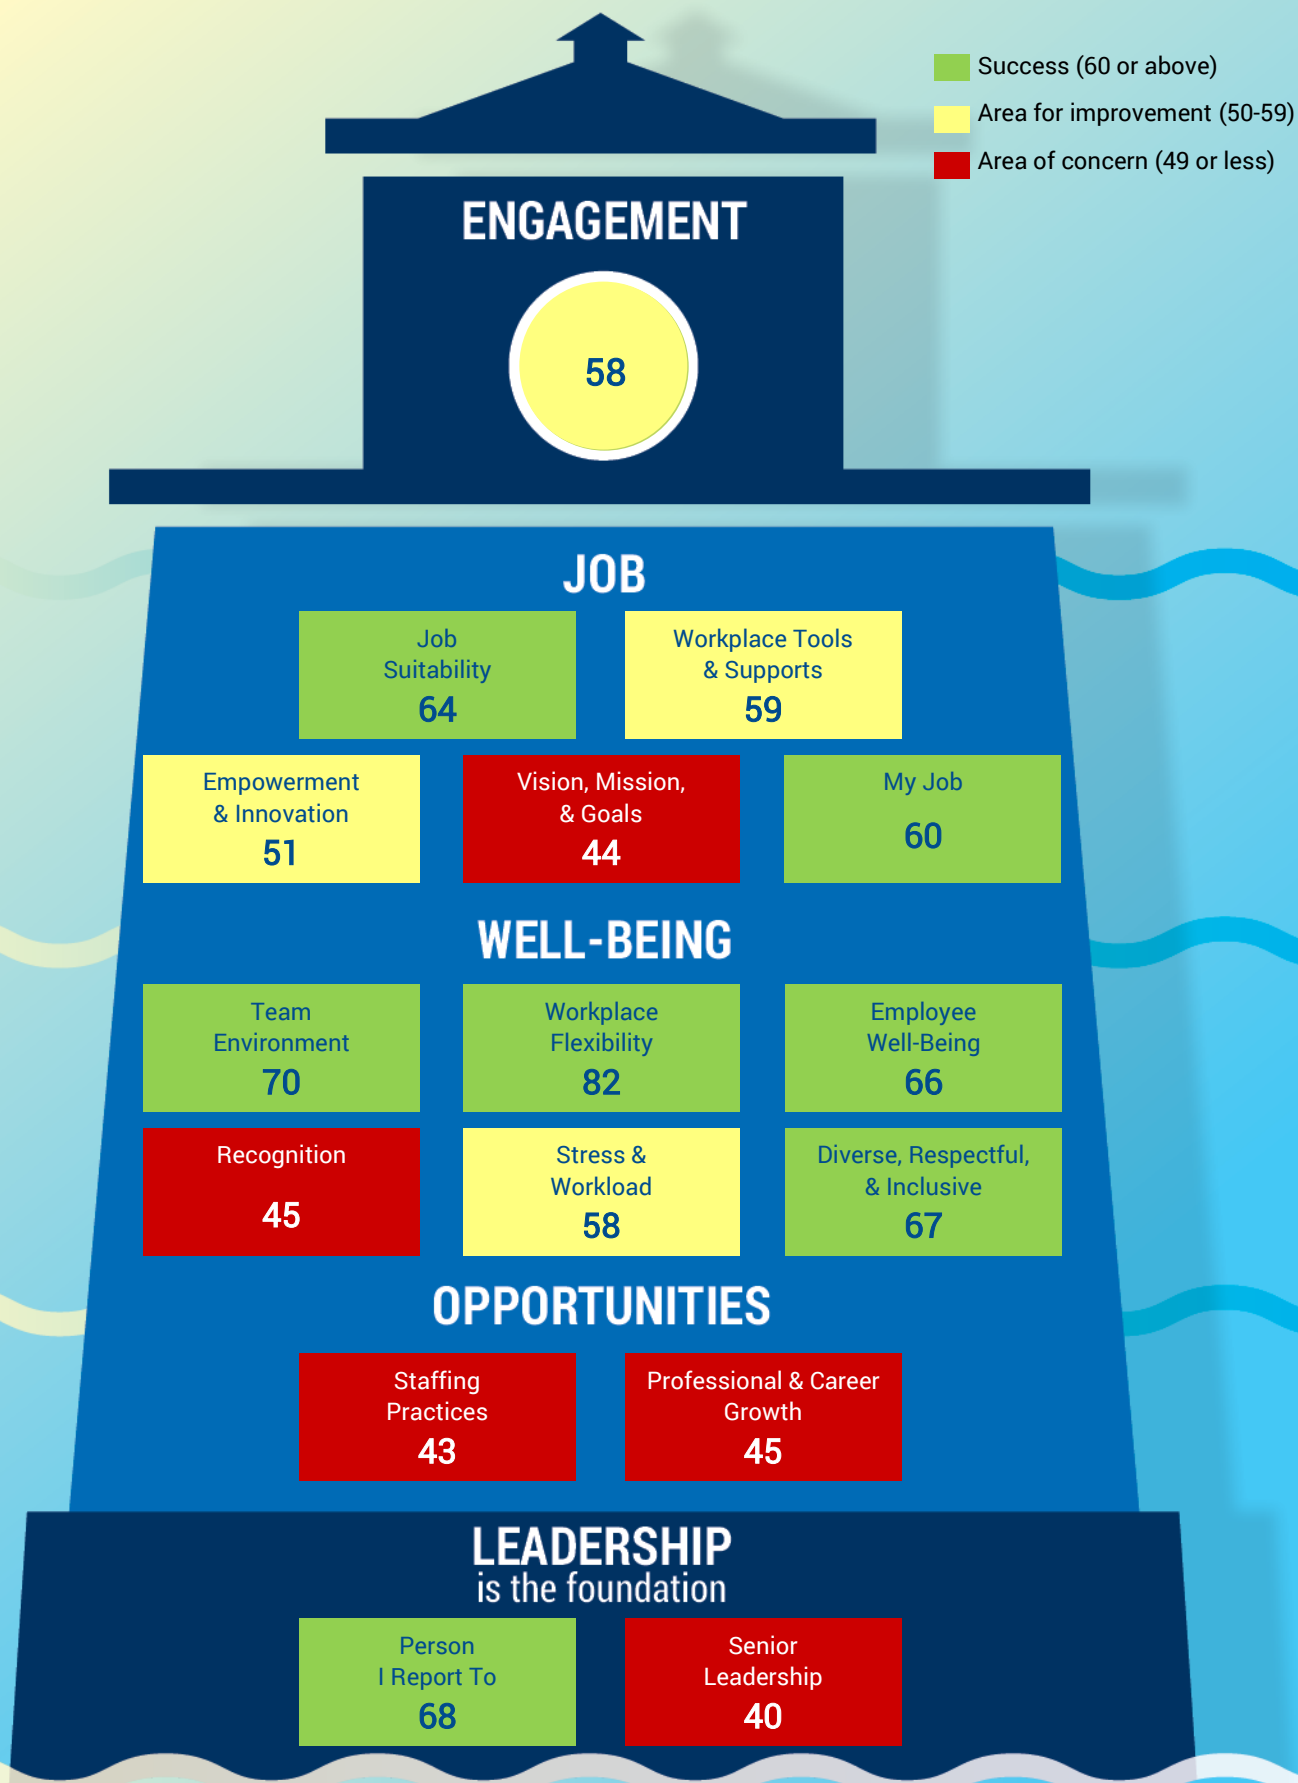 Success (60 or above)
Area for improvement (50-59)
Area of concern (49 or less)
ENGAGEMENT
58
JOB
Job
Suitability
64
Workplace Tools
& Supports
59
Empowerment
& Innovation
51
Vision, Mission,
& Goals
44
My Job
60
WELL-BEING
Team
Environment
70
Workplace
Flexibility
82
Employee
Well-Being
66
Recognition
45
Stress &
Workload
58
Diverse, Respectful,
& Inclusive
67
OPPORTUNITIES
Staffing
Practices
43
Professional & Career
Growth
45
LEADERSHIP
is the foundation
Person
I Report To
68
Senior
Leadership
40